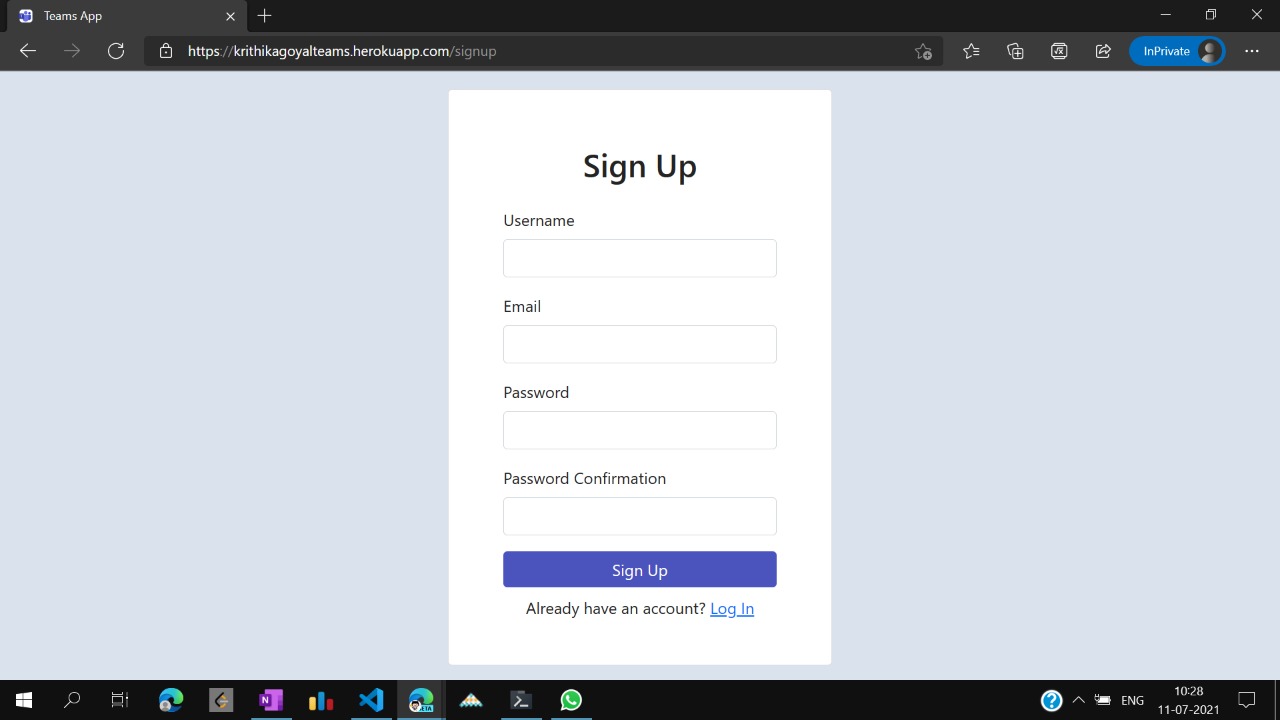 Teams App
https://krithikagoyalteams.herokuapp.com/signup
InPrivate
Sign Up
Username
Email
Password
Password Confirmation
Sign Up
Already have an account? Log In
N
BETA
ENG
10:28
11-07-2021